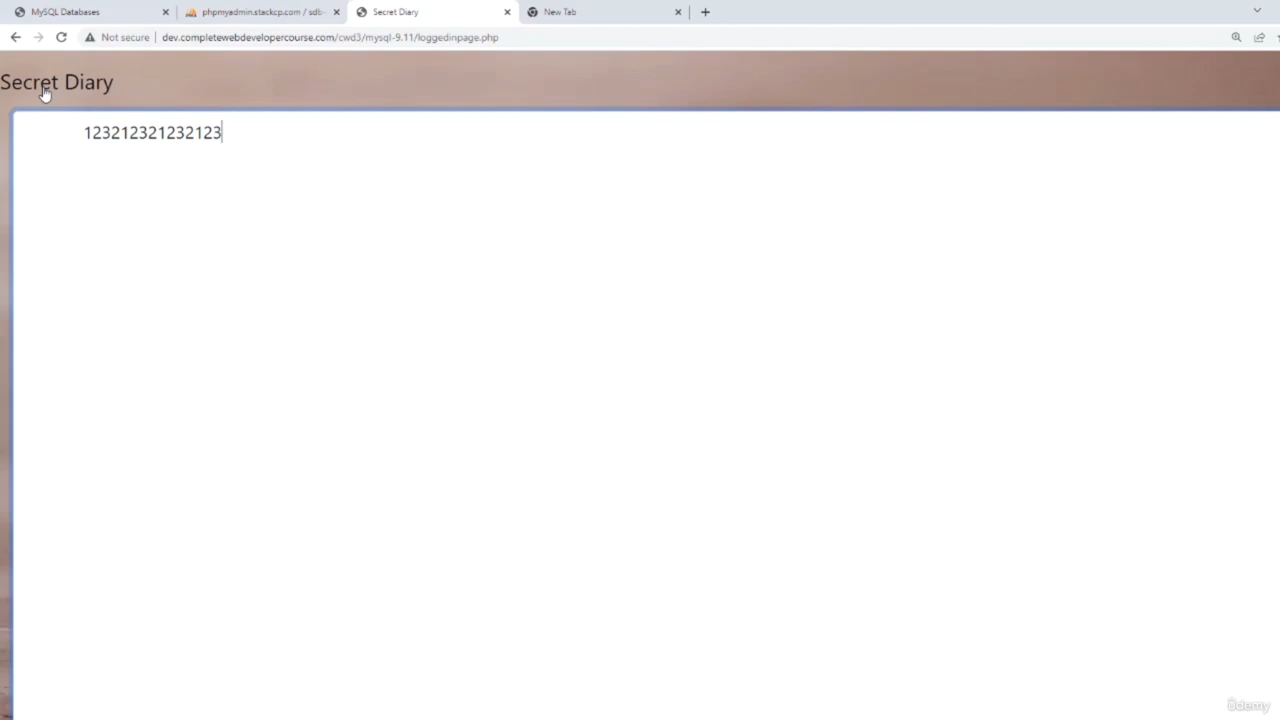 MySQL Databases
phpmyadmin.stackcp.com / sdb-
Secret Diary
New Tab
Not secure
dev.completewebdevelopercourse.com/cwd3/mysql-9.11/loggedinpage.php
Secret Diary
123212321232123
ûdemy